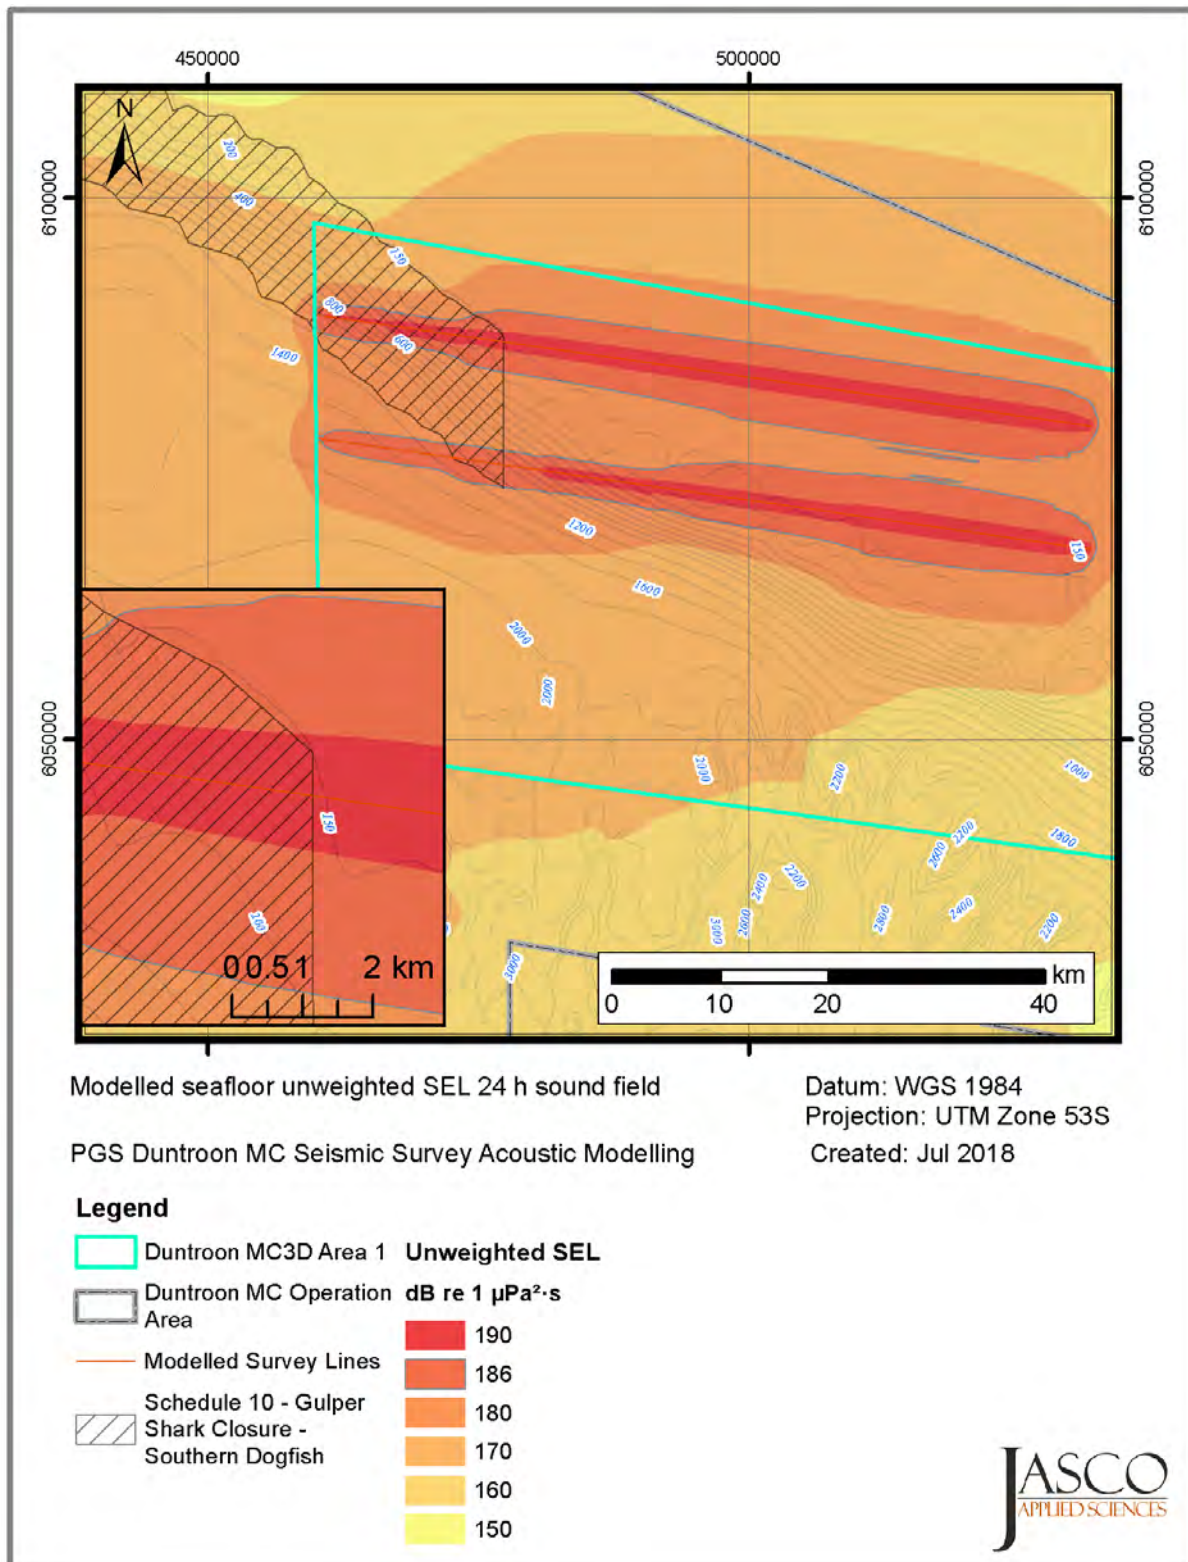 450000 500000
N
200
6100000 6100000
400
150
800
600
1400
1200
150
1600
2000
2000
6050000 6050000
2000
2200
1000
1800
2200
2600
2200
2400
150
200
2600
3000
2800
2400
2200
3000
0 0.5 1 2 km
km
0 10 20 40
Modelled seafloor unweighted SEL 24 h sound field
Datum: WGS 1984
Projection: UTM Zone 53S
PGS Duntroon MC Seismic Survey Acoustic Modelling
Created: Jul 2018
Legend
Duntroon MC3D Area 1
Duntroon MC Operation
Area
Modelled Survey Lines
Schedule 10 - Gulper
Shark Closure -
Southern Dogfish
Unweighted SEL
dB re 1 µPa²·s
190
186
180
170
160
150
JASCO
APPLIED SCIENCES